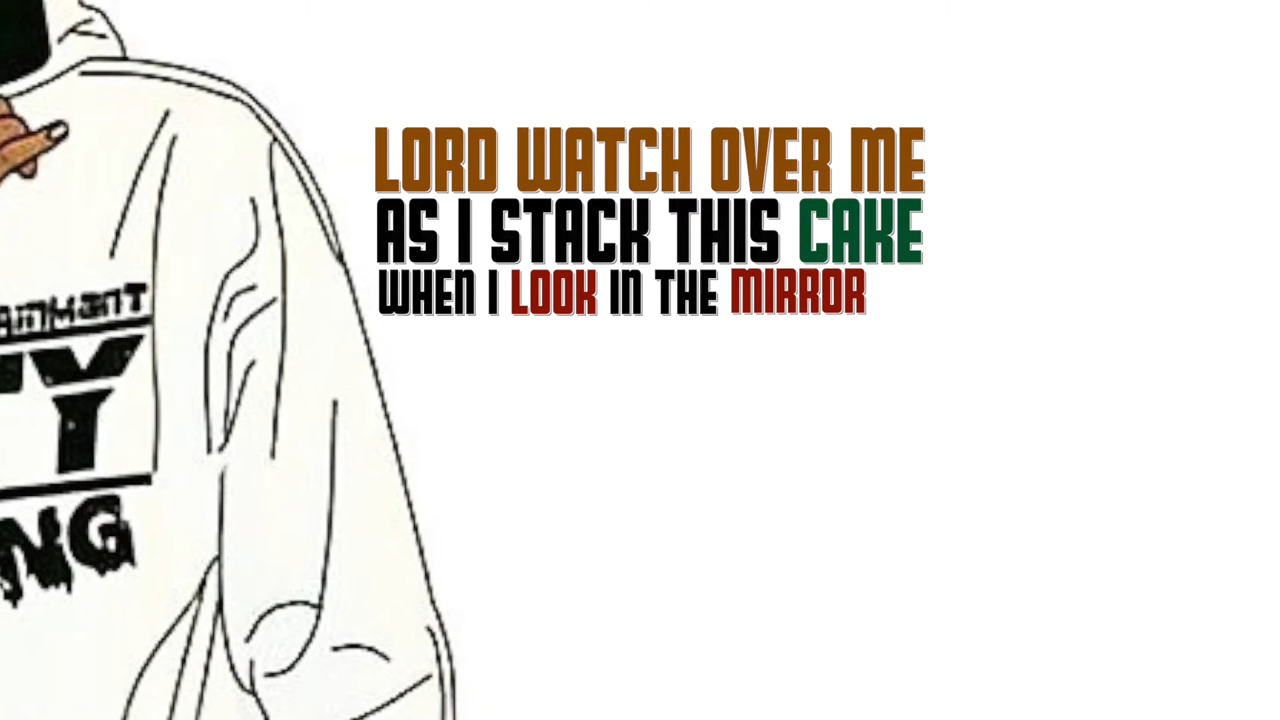 LORD WATCH OVER ME
AS I STACK THIS CAKE
WHEN I LOOK IN THE MIRROR